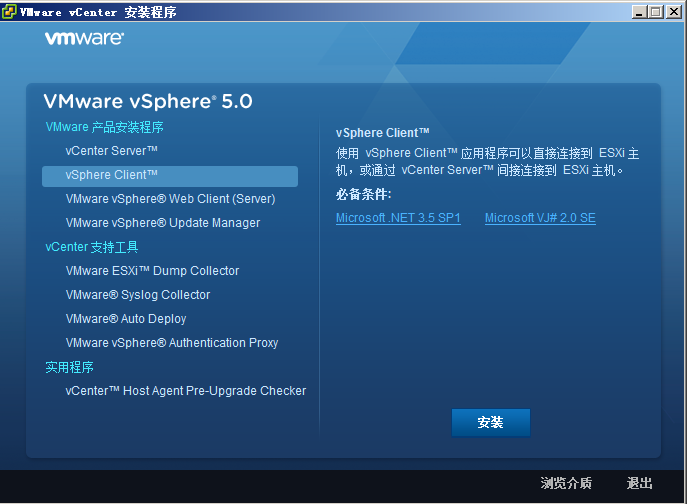 VMware vCenter 安装程序
vmware®
VMware vSphere® 5.0
VMware 产品安装程序
vCenter Server™
vSphere Client™
VMware vSphere® Web Client (Server)
VMware vSphere® Update Manager
vCenter 支持工具
VMware ESXi™ Dump Collector
VMware® Syslog Collector
VMware® Auto Deploy
VMware vSphere® Authentication Proxy
实用程序
vCenter™ Host Agent Pre-Upgrade Checker
vSphere Client™
使用 vSphere Client™ 应用程序可以直接连接到 ESXi 主
机，或通过 vCenter Server™ 间接连接到 ESXi 主机。
必备条件:
Microsoft .NET 3.5 SP1 Microsoft VJ# 2.0 SE
安装
浏览介质 退出